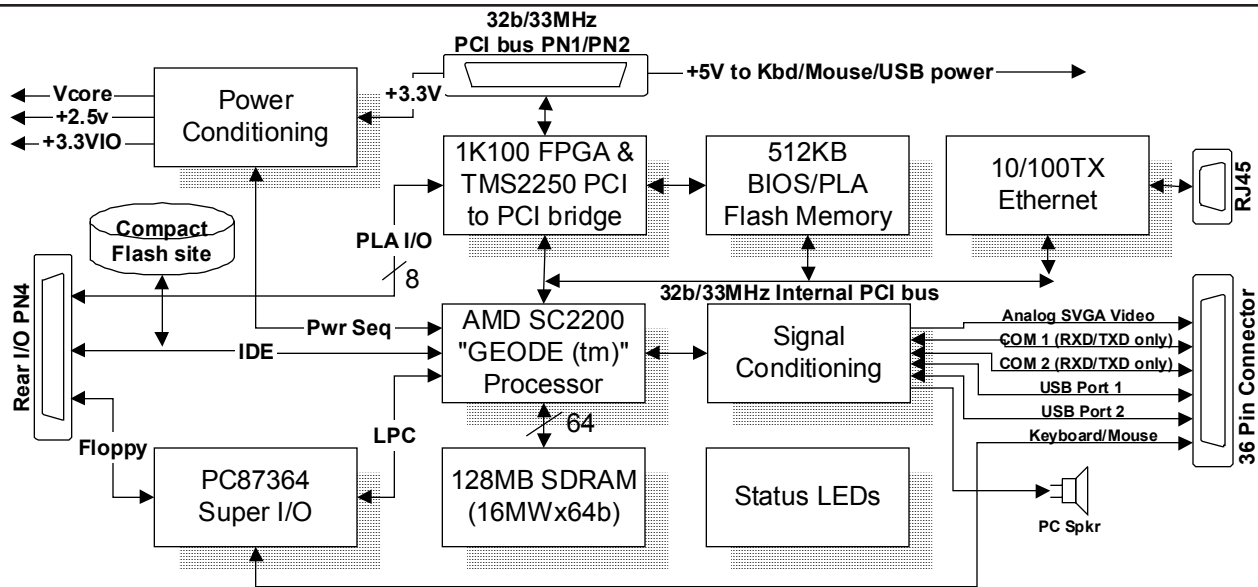 32b/33MHz
PCI bus PN1/PN2
+5V to Kbd/Mouse/USB power
Vcore
+2.5v
+3.3VIO
Power
Conditioning
+3.3V
1K100 FPGA &
TMS2250 PCI
to PCI bridge
512KB
BIOS/PLA
Flash Memory
10/100TX
Ethernet
RJ45
Compact
Flash site
PLA I/O
8
32b/33MHz Internal PCI bus
Rear I/O PN4
Pwr Seq
IDE
AMD SC2200
"GEODE (tm)"
Processor
Signal
Conditioning
Analog SVGA Video
COM 1 (RXD/TXD only)
COM 2 (RXD/TXD only)
USB Port 1
USB Port 2
Keyboard/Mouse
36 Pin Connector
Floppy
LPC
64
PC87364
Super I/O
128MB SDRAM
(16MWx64b)
Status LEDs
PC Spkr